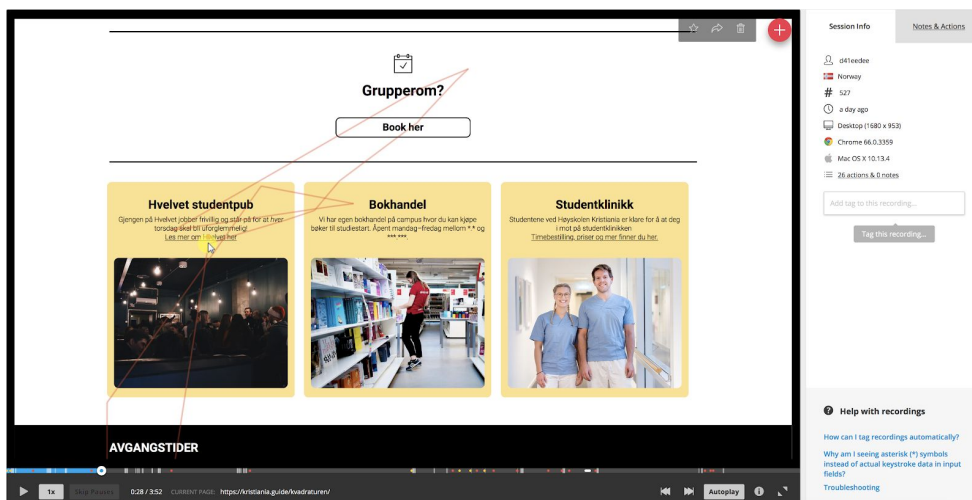 Grupperom?
Book her
Hvelvet studentpub
Gjengen på Hvelvet jobber frivillig og står på for at hver
torsdag skal bli uforglemmelig!
Les mer om Hvelvet her
Bokhandel
Vi har egen bokhandel på campus hvor du kan kjøpe
bøker til studiestart. Åpent mandag–fredag mellom *.* og
***.***.
Studentklinikk
Studentene ved Høyskolen Kristiania er klare for å at deg
i mot på studentklinikken
Timebestilling, priser og mer finner du her.
AVGANGSTIDER
1x
Skip Pauses
0:28 / 3:52
CURRENT PAGE: https://kristiania.guide/kvadraturen/
Autoplay
Session Info
Notes & Actions
d41eedee
Norway
# 527
a day ago
Desktop (1680 x 953)
Chrome 66.0.3359
Mac OS X 10.13.4
26 actions & 0 notes
Add tag to this recording...
Tag this recording...
Help with recordings
How can I tag recordings automatically?
Why am I seeing asterisk (*) symbols
instead of actual keystroke data in input
fields?
Troubleshooting